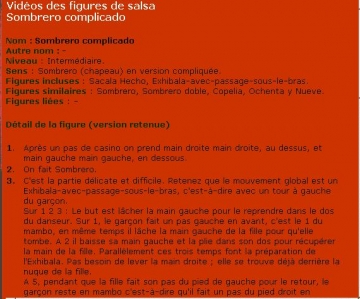 Vidéos des figures de salsa
Sombrero complicado
Nom : Sombrero complicado
Autre nom : -
Niveau : Intermédiaire.
Sens : Sombrero (chapeau) en version compliquée.
Figures incluses : Sacala Hecho, Exhibala-avec-passage-sous-le-bras.
Figures similaires : Sombrero, Sombrero doble, Copelia, Ochenta y Nueve.
Figures liées : -
Détail de la figure (version retenue)
1. Après un pas de casino on prend main droite main droite, au dessus, et
main gauche main gauche, en dessous.
2. On fait Sombrero.
3. C'est la partie délicate et difficile. Retenez que le mouvement global est un
Exhibala-avec-passage-sous-le-bras, c'est-à-dire avec un tour à gauche
du garçon.
Sur 1 2 3 : Le but est lâcher la main gauche pour le reprendre dans le dos
du danseur. Sur 1, le garçon fait un pas gauche en avant, c'est le 1 du
mambo, en même temps il lâche la main gauche de la fille pour qu'elle
tombe. A 2 il baisse sa main gauche et la plie dans son dos pour récupérer
la main de la fille. Parallèlement ces trois temps font la préparation de
l'Exhibala. Pas besoin de lever la main droite ; elle se trouve déjà derrière la
nuque de la fille.
A 5, pendant que la fille fait son pas du pied de gauche pour le retour, le
garçon reste en mambo c'est-à-dire qu'il fait un pas du pied droit en